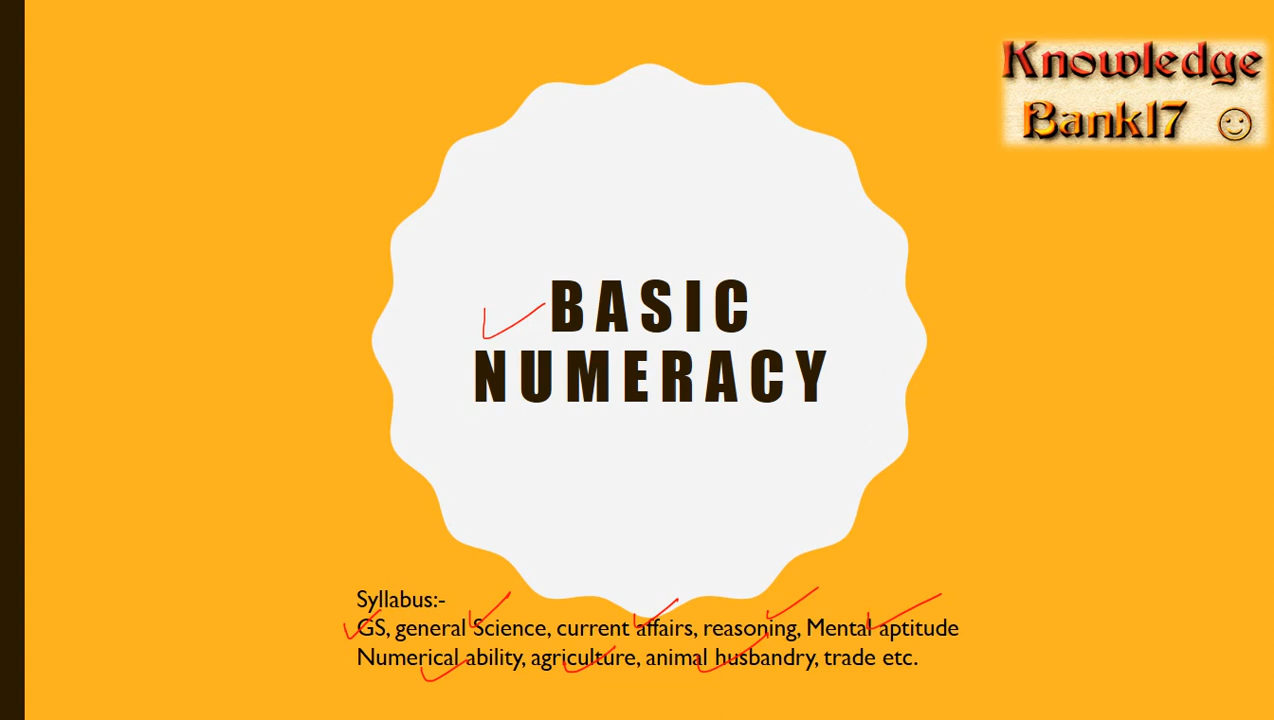 Knowledge
Bank17 ☺
BASIC
NUMERACY
Syllabus:-
GS, general Science, current affairs, reasoning, Mental aptitude
Numerical ability, agriculture, animal husbandry, trade etc.